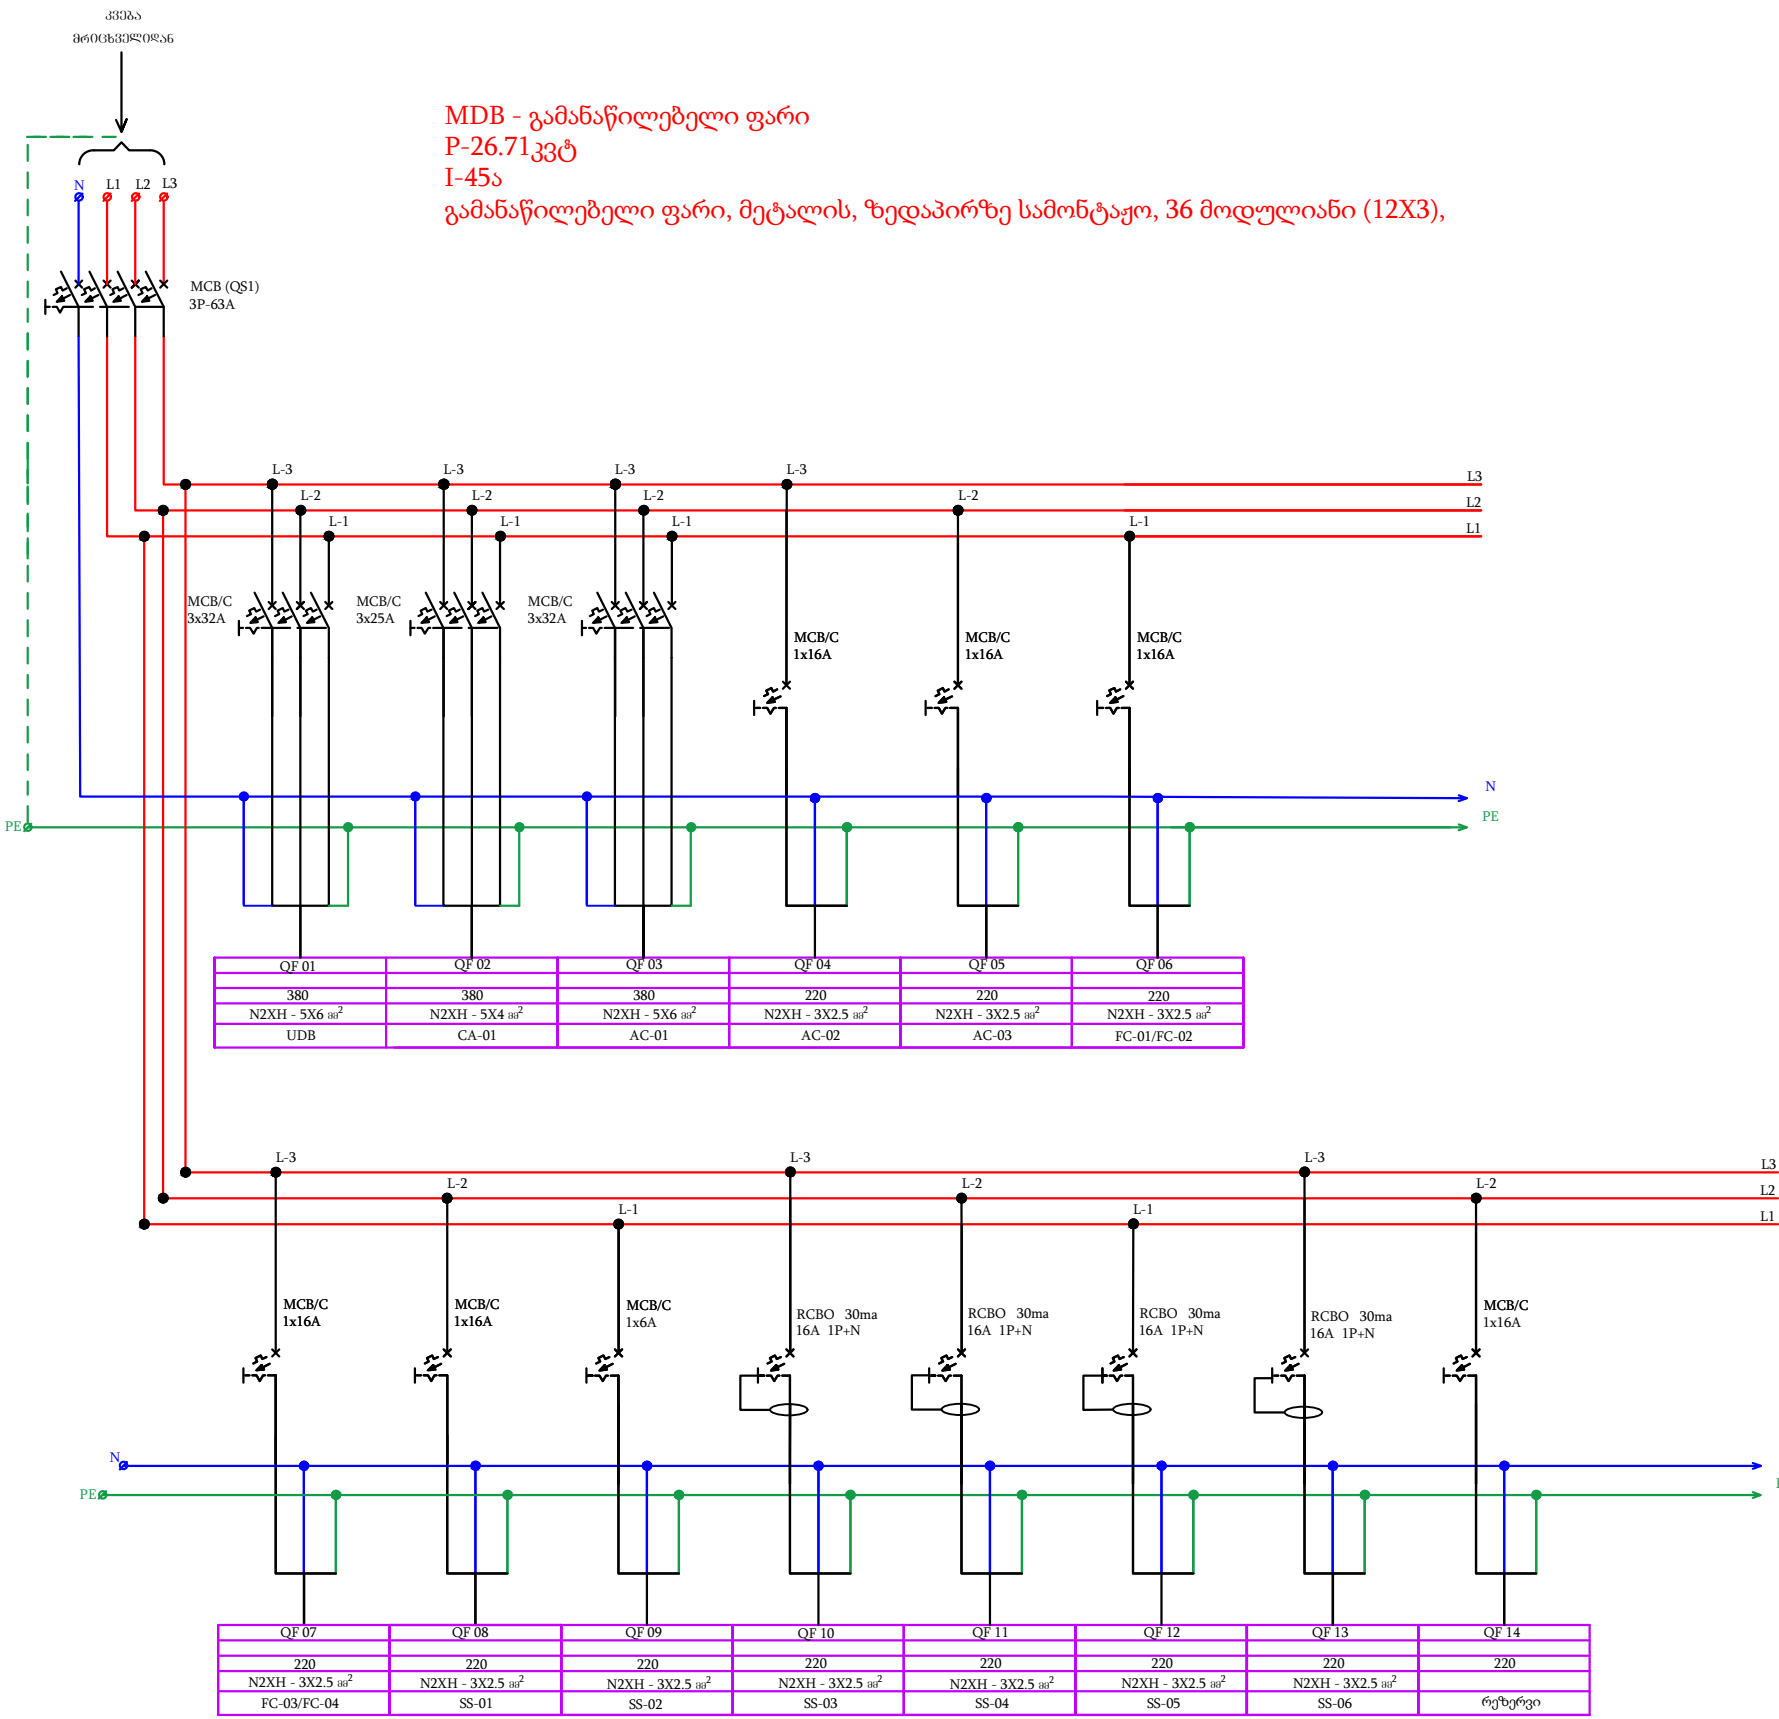 ᲙᲕᲔᲑᲐ
ᲛᲠᲘᲪᲮᲕᲔᲚᲘᲓᲐᲜ
MDB - გამანაწილებელი ფარი
P-26.71კვტ
I-45ა
გამანაწილებელი ფარი, მეტალის, ზედაპირზე სამონტაჟო, 36 მოდულიანი (12X3),
N L1 L2 L3
MCB (QS1)
3P-63A
L-3 L-3 L-3 L-3 L3
L-2 L-2 L-2 L-2 L2
L-1 L-1 L-1 L-1 L1
MCB/C MCB/C MCB/C
3x32A 3x25A 3x32A
MCB/C MCB/C MCB/C
1x16A 1x16A 1x16A
N
PE PE
QF 01 QF 02 QF 03 QF 04 QF 05 QF 06
380 380 380 220 220 220
N2XH - 5X6 მმ² N2XH - 5X4 მმ² N2XH - 5X6 მმ² N2XH - 3X2.5 მმ² N2XH - 3X2.5 მმ² N2XH - 3X2.5 მმ²
UDB CA-01 AC-01 AC-02 AC-03 FC-01/FC-02
L-3 L-3 L-3 L3
L-2 L-2 L-2 L2
L-1 L-1 L1
MCB/C MCB/C MCB/C RCBO 30ma RCBO 30ma RCBO 30ma RCBO 30ma MCB/C
1x16A 1x16A 1x6A 16A 1P+N 16A 1P+N 16A 1P+N 16A 1P+N 1x16A
N
PE
QF 07 QF 08 QF 09 QF 10 QF 11 QF 12 QF 13 QF 14
220 220 220 220 220 220 220 220
N2XH - 3X2.5 მმ² N2XH - 3X2.5 მმ² N2XH - 3X2.5 მმ² N2XH - 3X2.5 მმ² N2XH - 3X2.5 მმ² N2XH - 3X2.5 მმ² N2XH - 3X2.5 მმ²
FC-03/FC-04 SS-01 SS-02 SS-03 SS-04 SS-05 SS-06 რეზერვი